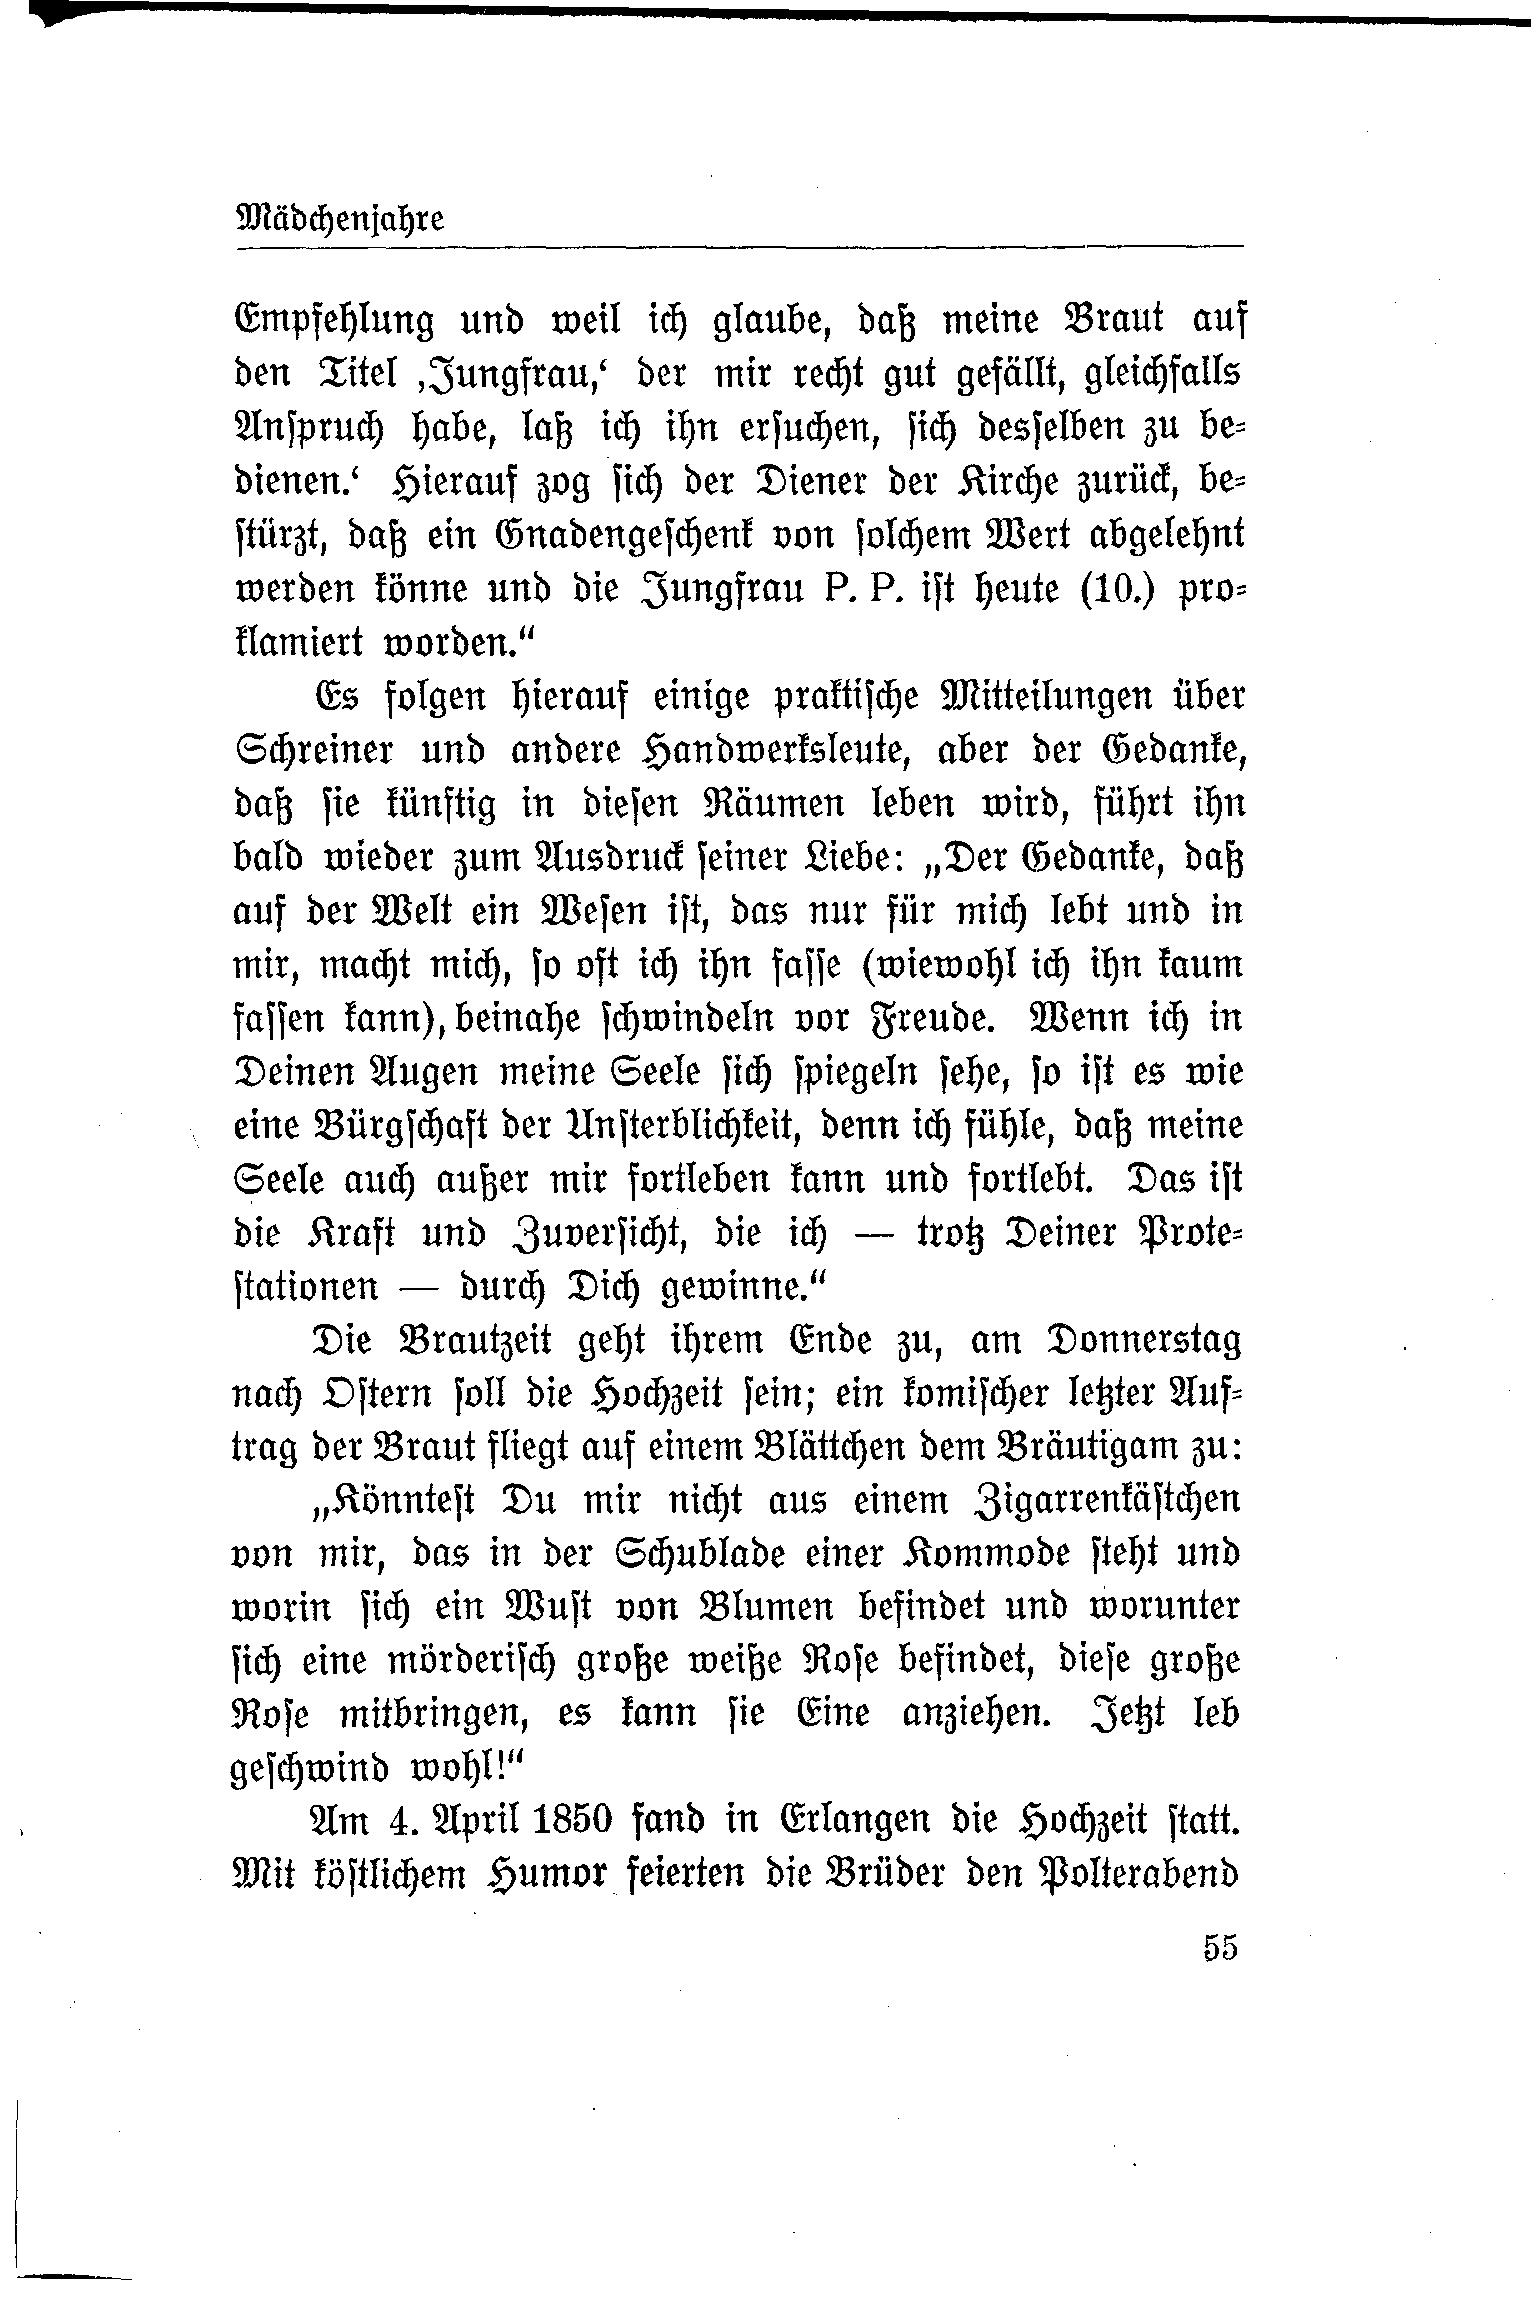 Mädchenjahre
Empfehlung und weil ich glaube, daß meine Braut auf
den Titel ‚Jungfrau,‘ der mir recht gut gefällt, gleichfalls
Anspruch habe, laß ich ihn ersuchen, sich desselben zu be-
dienen.‘ Hierauf zog sich der Diener der Kirche zurück, be-
stürzt, daß ein Gnadengeschenk von solchem Wert abgelehnt
werden könne und die Jungfrau P. P. ist heute (10.) pro-
klamiert worden.“
Es folgen hierauf einige praktische Mitteilungen über
Schreiner und andere Handwerksleute, aber der Gedanke,
daß sie künftig in diesen Räumen leben wird, führt ihn
bald wieder zum Ausdruck seiner Liebe: „Der Gedanke, daß
auf der Welt ein Wesen ist, das nur für mich lebt und in
mir, macht mich, so oft ich ihn fasse (wiewohl ich ihn kaum
fassen kann), beinahe schwindeln vor Freude. Wenn ich in
Deinen Augen meine Seele sich spiegeln sehe, so ist es wie
eine Bürgschaft der Unsterblichkeit, denn ich fühle, daß meine
Seele auch außer mir fortleben kann und fortlebt. Das ist
die Kraft und Zuversicht, die ich — trotz Deiner Prote-
stationen — durch Dich gewinne.“
Die Brautzeit geht ihrem Ende zu, am Donnerstag
nach Ostern soll die Hochzeit sein; ein komischer letzter Auf-
trag der Braut fliegt auf einem Blättchen dem Bräutigam zu:
„Könntest Du mir nicht aus einem Zigarrenkästchen
von mir, das in der Schublade einer Kommode steht und
worin sich ein Wust von Blumen befindet und worunter
sich eine mörderisch große weiße Rose befindet, diese große
Rose mitbringen, es kann sie Eine anziehen. Jetzt leb
geschwind wohl!“
Am 4. April 1850 fand in Erlangen die Hochzeit statt.
Mit köstlichem Humor feierten die Brüder den Polterabend
55